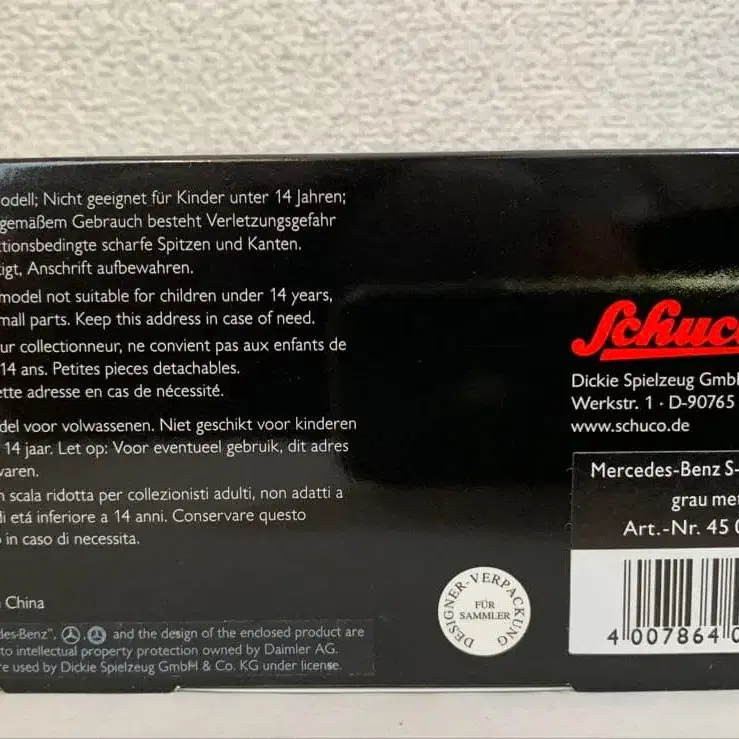 odell; Nicht geeignet für Kinder unter 14 Jahren;
gemäßem Gebrauch besteht Verletzungsgefahr
tionsbedingte scharfe Spitzen und Kanten.
igt, Anschrift aufbewahren.
model not suitable for children under 14 years,
mall parts. Keep this address in case of need.
ur collectionneur, ne convient pas aux enfants de
14 ans. Petites pieces detachables.
ette adresse en cas de nécessité.
del voor volwassenen. Niet geschikt voor kinderen
14 jaar. Let op: Voor eventueel gebruik, dit adres
waren.
n scala ridotta per collezionisti adulti, non adatti a
di etá inferiore a 14 anni. Conservare questo
in caso di necessita.
China
des-Benz", and the design of the enclosed product are
to intellectual property protection owned by Daimler AG.
re used by Dickie Spielzeug GmbH & Co. KG under license.
DESIGNER-VERPACKUNG
FÜR
SAMMLER
Schuc
Dickie Spielzeug Gmb
Werkstr. 1 · D-90765
www.schuco.de
Mercedes-Benz S-
grau met
Art.-Nr. 45 0
4 007864 0